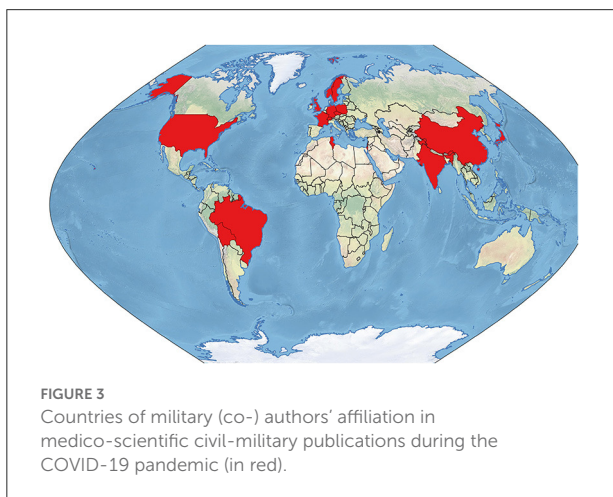 FIGURE 3
Countries of military (co-) authors’ affiliation in
medico-scientific civil-military publications during the
COVID-19 pandemic (in red).